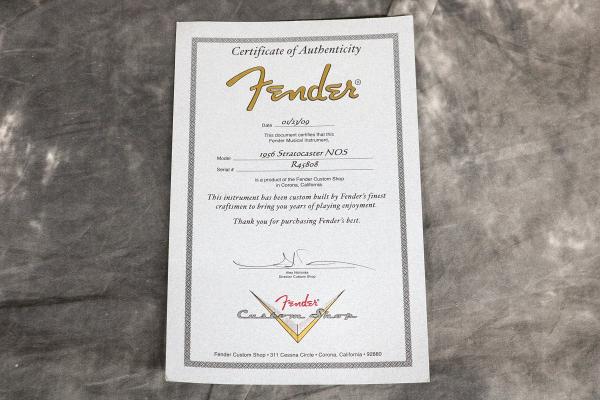 Certificate of Authenticity
Fender®
Date 01/23/09
This document certifies that this
Fender Musical Instrument,
Model 1956 Stratocaster NOS
Serial # R45808
is a product of the Fender Custom Shop
in Corona, California
This instrument has been custom built by Fender's finest
craftsmen to bring you years of playing enjoyment.
Thank you for purchasing Fender's best.
Director Custom Shop
Fender®
Custom Shop
Fender Custom Shop • 311 Cessna Circle • Corona, California • 92880